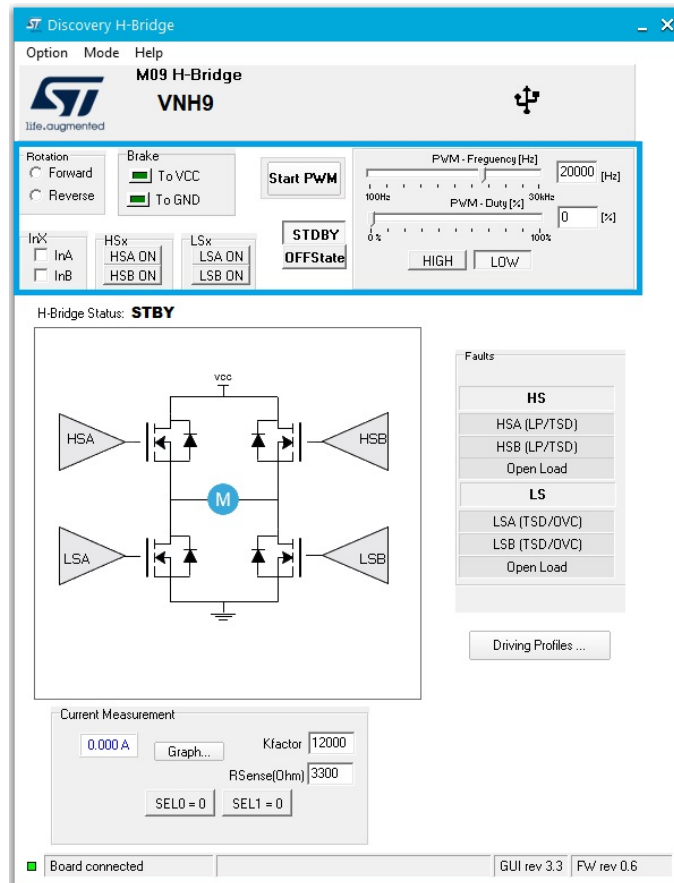 Discovery H-Bridge
Option Mode Help
M09 H-Bridge
VNH9
ST
life.augmented
Rotation
Forward
Reverse
Brake
To VCC
To GND
Start PWM
PWM - Freguency [Hz]
20000 [Hz]
100Hz 30kHz
PWM - Duty [%]
0 [%]
0% 100%
HIGH LOW
InX
InA
InB
HSx
HSA ON
HSB ON
LSx
LSA ON
LSB ON
STDBY
OFFState
H-Bridge Status: STBY
vcc
HSA HSB
M
LSA LSB
Faults
HS
HSA (LP/TSD)
HSB (LP/TSD)
Open Load
LS
LSA (TSD/OVC)
LSB (TSD/OVC)
Open Load
Driving Profiles ...
Current Measurement
0.000 A
Graph...
Kfactor 12000
RSense(Ohm) 3300
SEL0 = 0 SEL1 = 0
Board connected GUI rev 3.3 FW rev 0.6